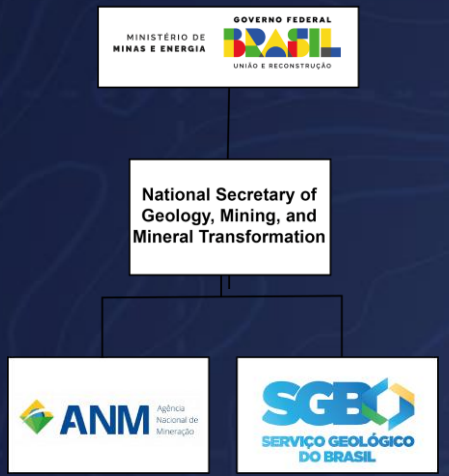 GOVERNO FEDERAL
MINISTÉRIO DE
MINAS E ENERGIA
BRASIL
UNIÃO E RECONSTRUÇÃO
National Secretary of
Geology, Mining, and
Mineral Transformation
ANM
Agência
Nacional de
Mineração
SGB
SERVIÇO GEOLÓGICO
DO BRASIL